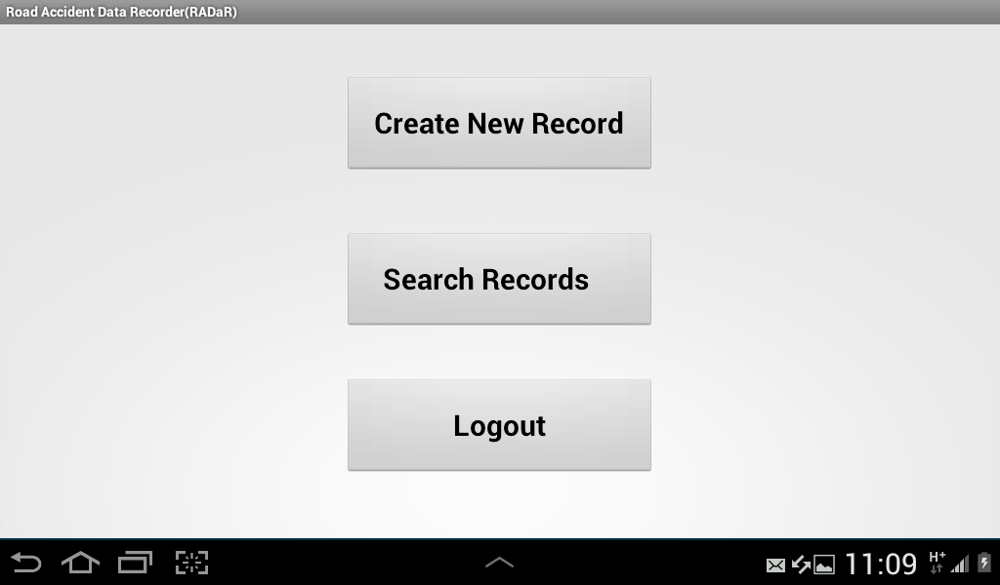 Road Accident Data Recorder(RADaR)
Create New Record
Search Records
Logout
11:09
H+